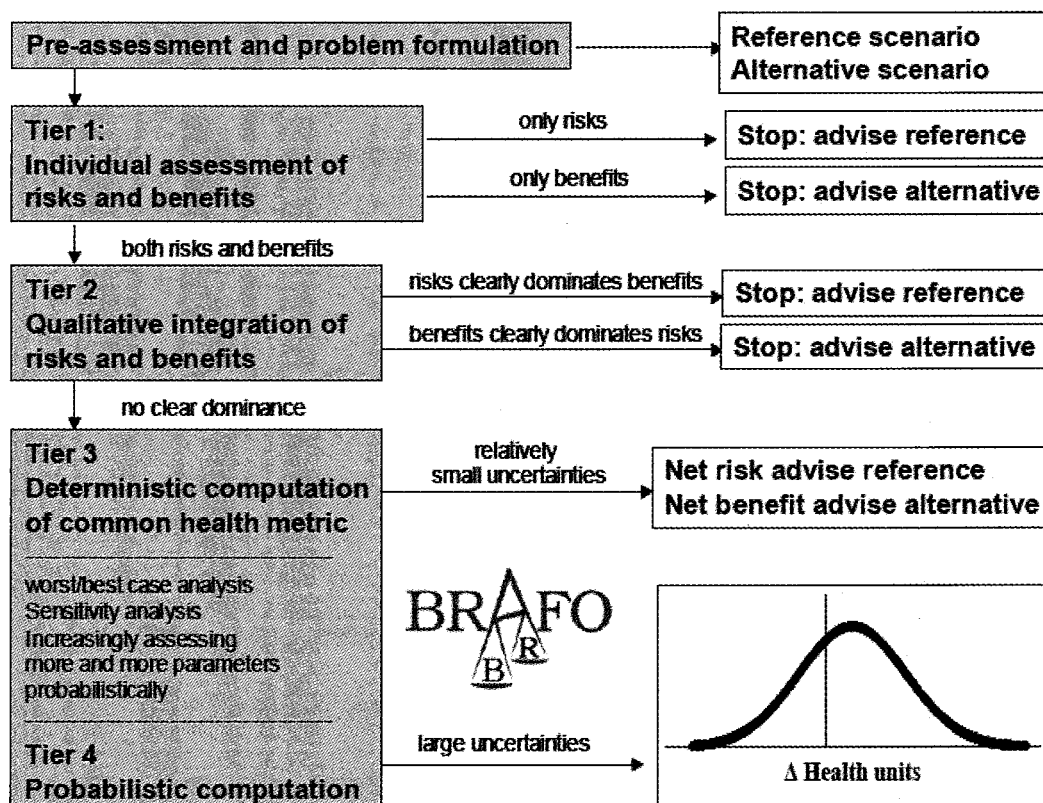 Pre-assessment and problem formulation
Reference scenario
Alternative scenario
Tier 1:
Individual assessment of
risks and benefits
only risks
Stop: advise reference
only benefits
Stop: advise alternative
both risks and benefits
Tier 2
Qualitative integration of
risks and benefits
risks clearly dominates benefits
Stop: advise reference
benefits clearly dominates risks
Stop: advise alternative
no clear dominance
Tier 3
Deterministic computation
of common health metric
relatively
small uncertainties
Net risk advise reference
Net benefit advise alternative
worst/best case analysis
Sensitivity analysis
Increasingly assessing
more and more parameters
probabilistically
BRAFO
B
R
Tier 4
Probabilistic computation
large uncertainties
Δ Health units